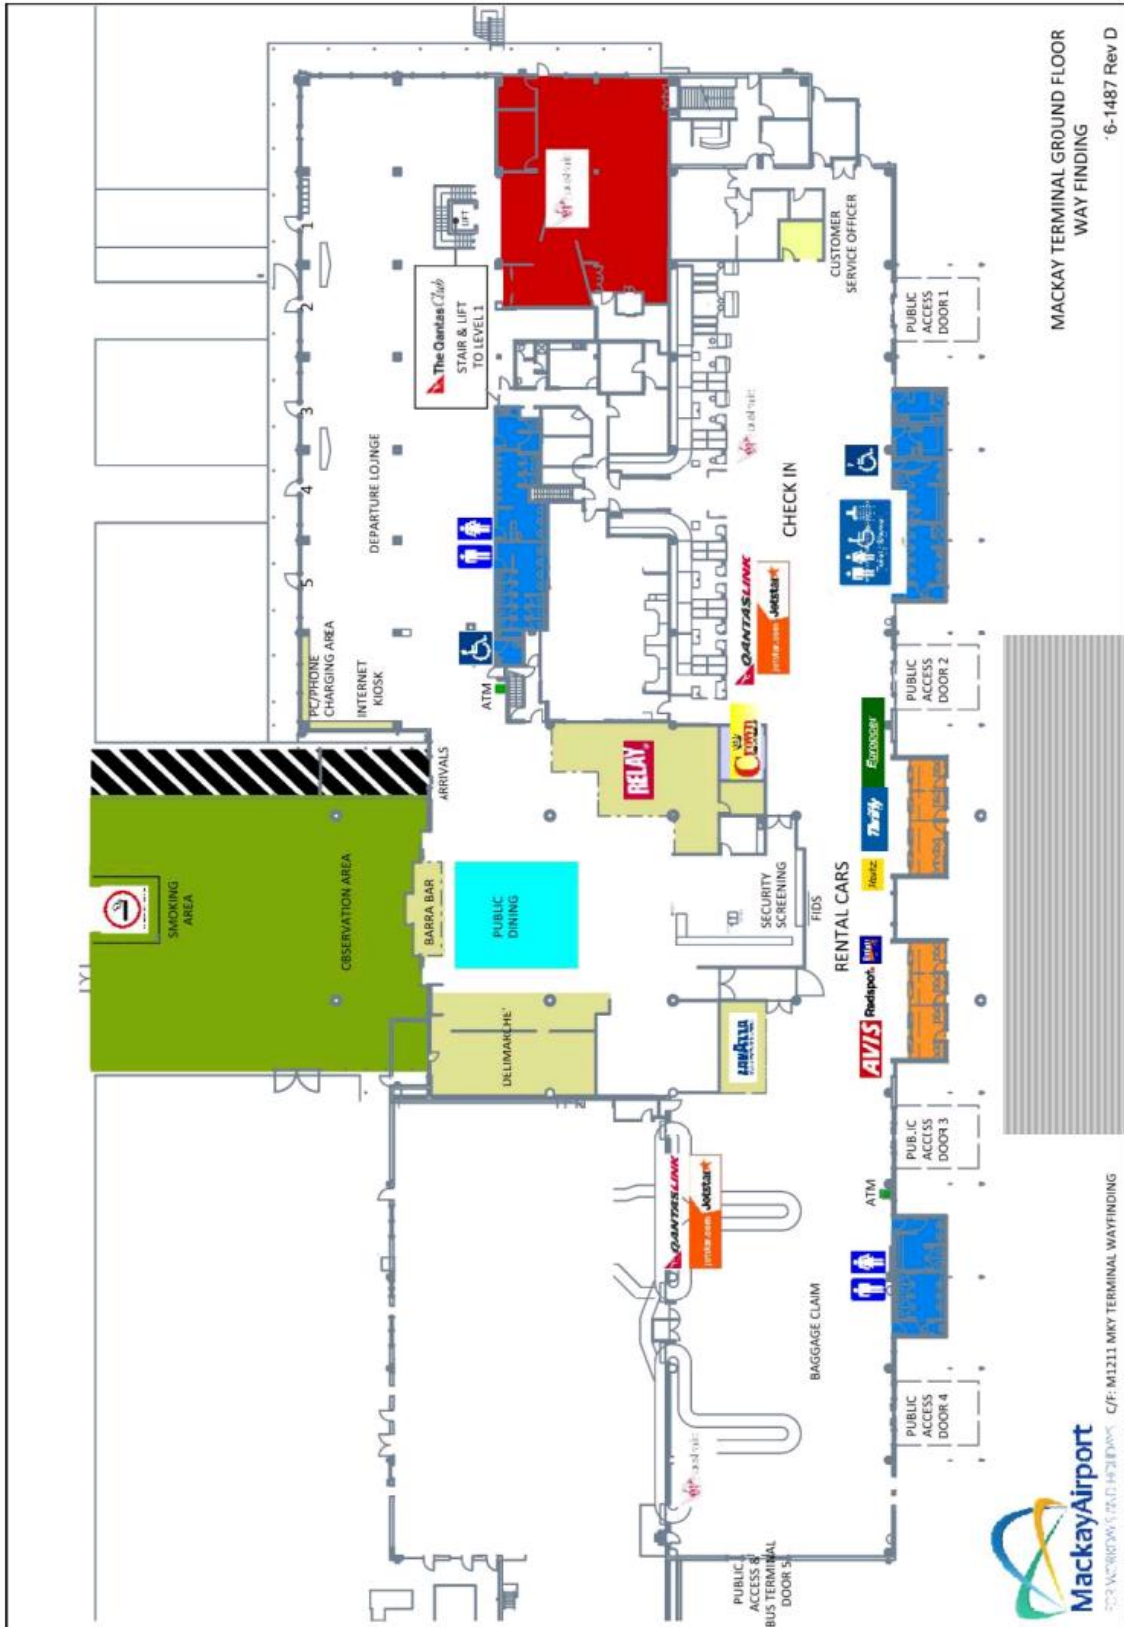 SMOKING
AREA
OBSERVATION AREA
ARRIVALS
BARRA BAR
PUBLIC
DINING
DELIMARCHE'
1
2
3
4
5
PC/PHONE
CHARGING AREA
INTERNET
KIOSK
DEPARTURE LOUNGE
LIFT
The Qantas Club
STAIR & LIFT
TO LEVEL 1
ATM
RELAY
Crown
LAVAZZA
SECURITY
SCREENING
FIDS
QANTASLINK
jetstar.com Jetstar
CHECK IN
CUSTOMER
SERVICE OFFICER
QANTASLINK
jetstar.com Jetstar
BAGGAGE CLAIM
PUBLIC
ACCESS &
BUS TERMINAL
DOOR 5
RENTAL CARS
AVIS
Redspot
Hertz
Thrifty
Europcar
ATM
PUBLIC
ACCESS
DOOR 4
PUBLIC
ACCESS
DOOR 3
PUBLIC
ACCESS
DOOR 2
PUBLIC
ACCESS
DOOR 1
MackayAirport
FOR WORKDAYS AND HOLIDAYS
C/F: M1211 MKY TERMINAL WAYFINDING
MACKAY TERMINAL GROUND FLOOR
WAY FINDING
6-1487 Rev D